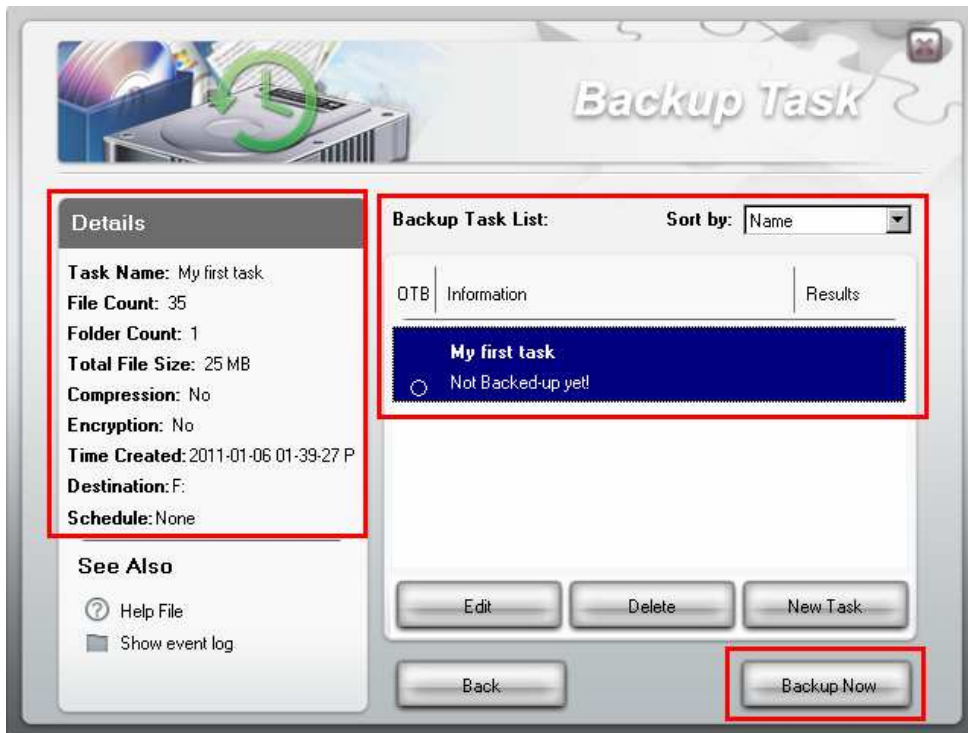 Backup Task
Details
Task Name: My first task
File Count: 35
Folder Count: 1
Total File Size: 25 MB
Compression: No
Encryption: No
Time Created: 2011-01-06 01-39-27 P
Destination: F:
Schedule: None
See Also
Help File
Show event log
Backup Task List: Sort by: Name
OTB Information Results
My first task
Not Backed-up yet!
Edit Delete New Task
Back Backup Now